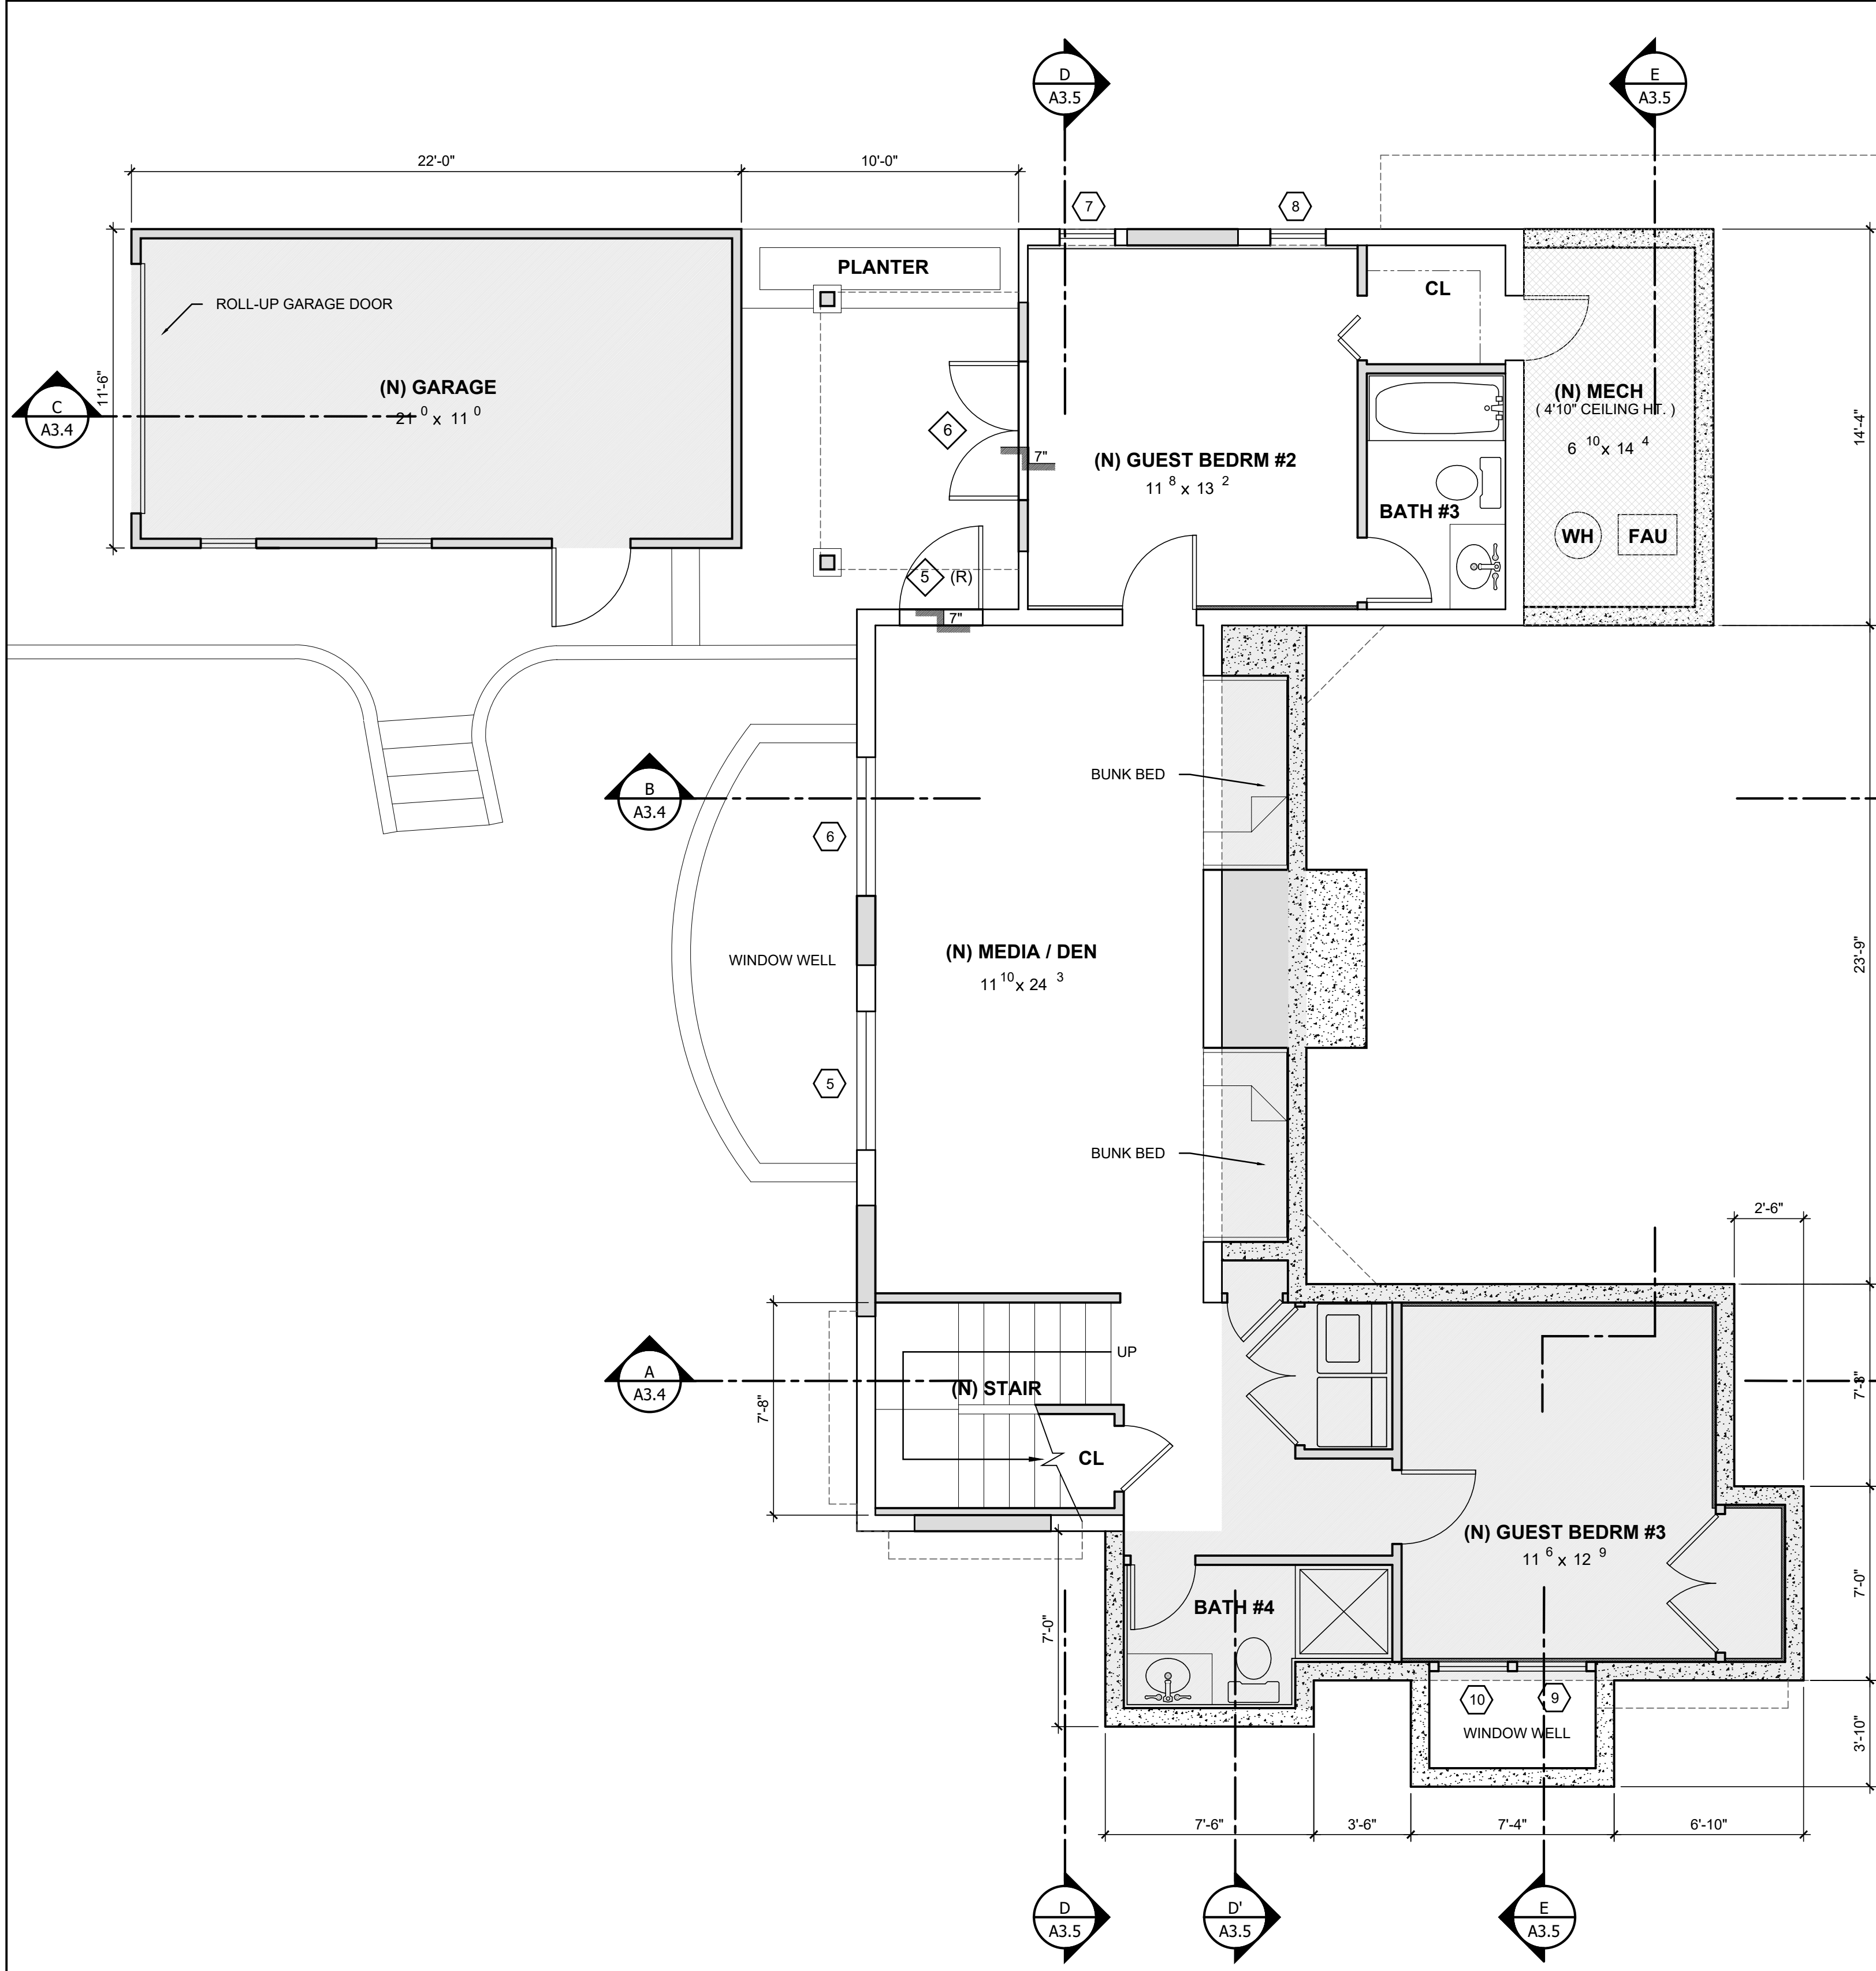 D
A3.5
E
A3.5
22'-0"
10'-0"
7
8
PLANTER
CL
ROLL-UP GARAGE DOOR
11'-6"
(N) GARAGE
21 0 x 11 0
C
A3.4
(N) MECH
( 4'10" CEILING HT. )
6 10 x 14 4
14'-4"
6
7"
(N) GUEST BEDRM #2
11 8 x 13 2
BATH #3
WH
FAU
5
(R)
7"
BUNK BED
B
A3.4
6
(N) MEDIA / DEN
11 10 x 24 3
WINDOW WELL
23'-9"
5
BUNK BED
2'-6"
UP
A
A3.4
(N) STAIR
7'-8"
7'-3"
CL
(N) GUEST BEDRM #3
11 6 x 12 9
7'-0"
BATH #4
7'-0"
10
9
WINDOW WELL
3'-10"
7'-6"
3'-6"
7'-4"
6'-10"
D
A3.5
D'
A3.5
E
A3.5